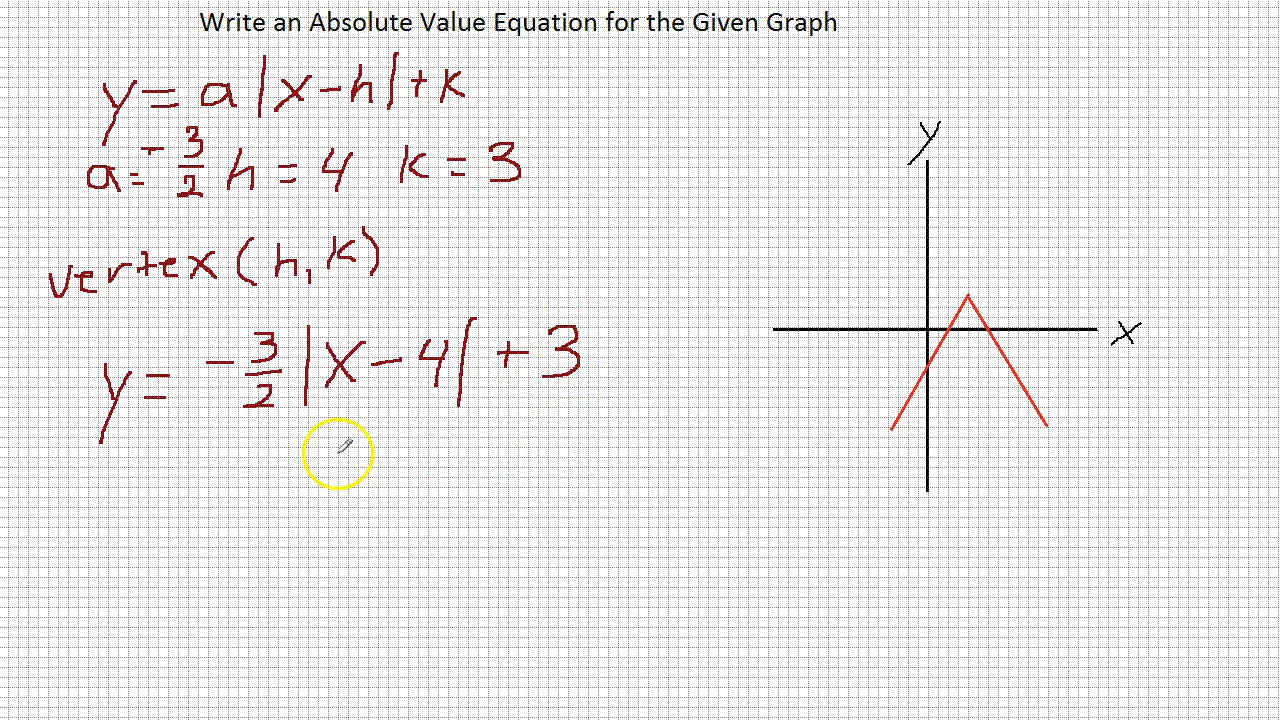 Write an Absolute Value Equation for the Given Graph
y = a|x-h|+k
a = -3/2 h = 4 k = 3
vertex (h, k)
y = -3/2|x-4|+3
y
x